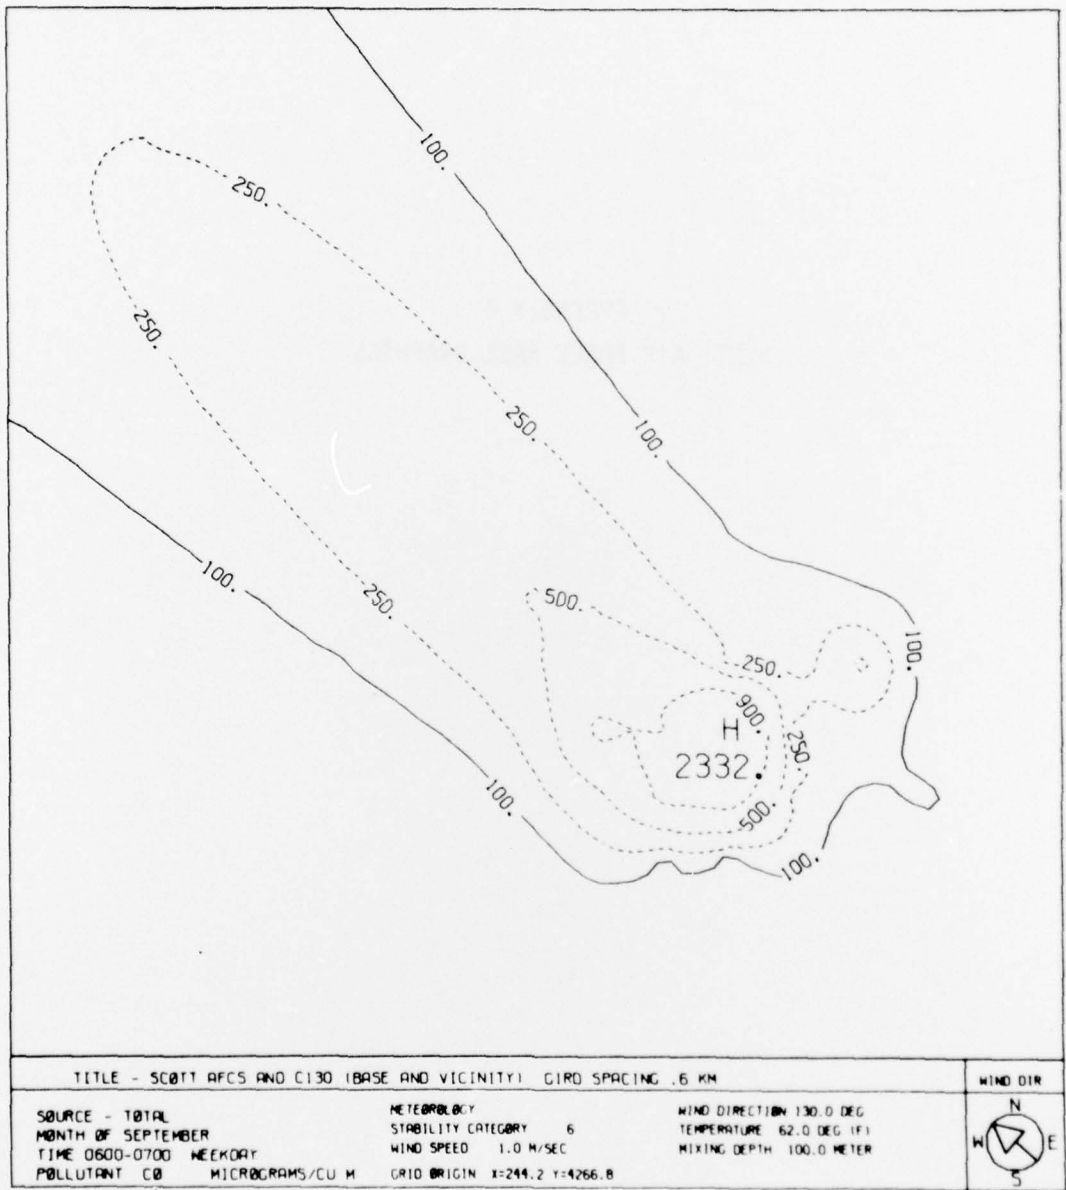 100.
250.
250.
250.
100.
100.
250.
500.
100.
250.
900.
H
2332.
250.
100.
500.
100.
TITLE - SCØTT AFCS AND C130 (BASE AND VICINITY) GIRD SPACING .6 KM
WIND DIR
SØURCE - TØTAL
MØNTH ØF SEPTEMBER
TIME 0600-0700 WEEKDAY
PØLLUTANT CØ MICRØGRAMS/CU M
METEØRØLØGY
STABILITY CATEGØRY 6
WIND SPEED 1.0 M/SEC
GRID ØRIGIN X=244.2 Y=4266.8
WIND DIRECTIØN 130.0 DEG
TEMPERATURE 62.0 DEG (F)
MIXING DEPTH 100.0 METER
N
W E
S